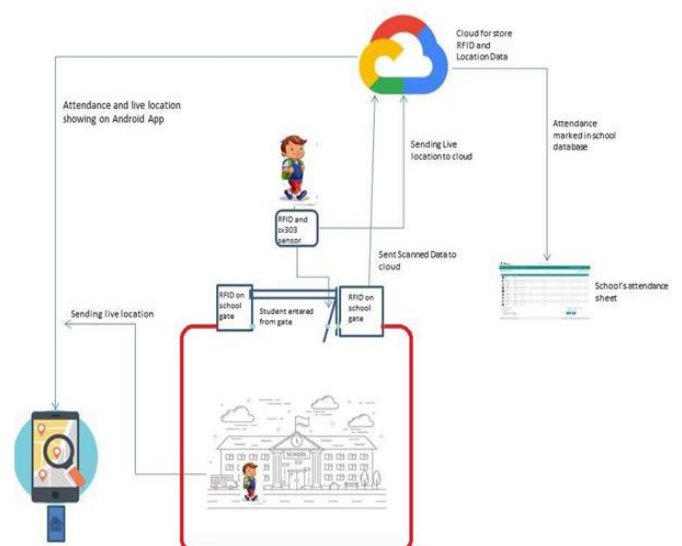 Cloud for store
RFID and
Location Data
Attendance and live location
showing on Android App
Sending Live
location to cloud
Attendance
marked in school
database
RFID and
zx303
sensor
Sent Scanned Data to
cloud
RFID on
school
gate
Student entered
from gate
RFID on
school
gate
School's attendance
sheet
Sending live location
SCHOOL